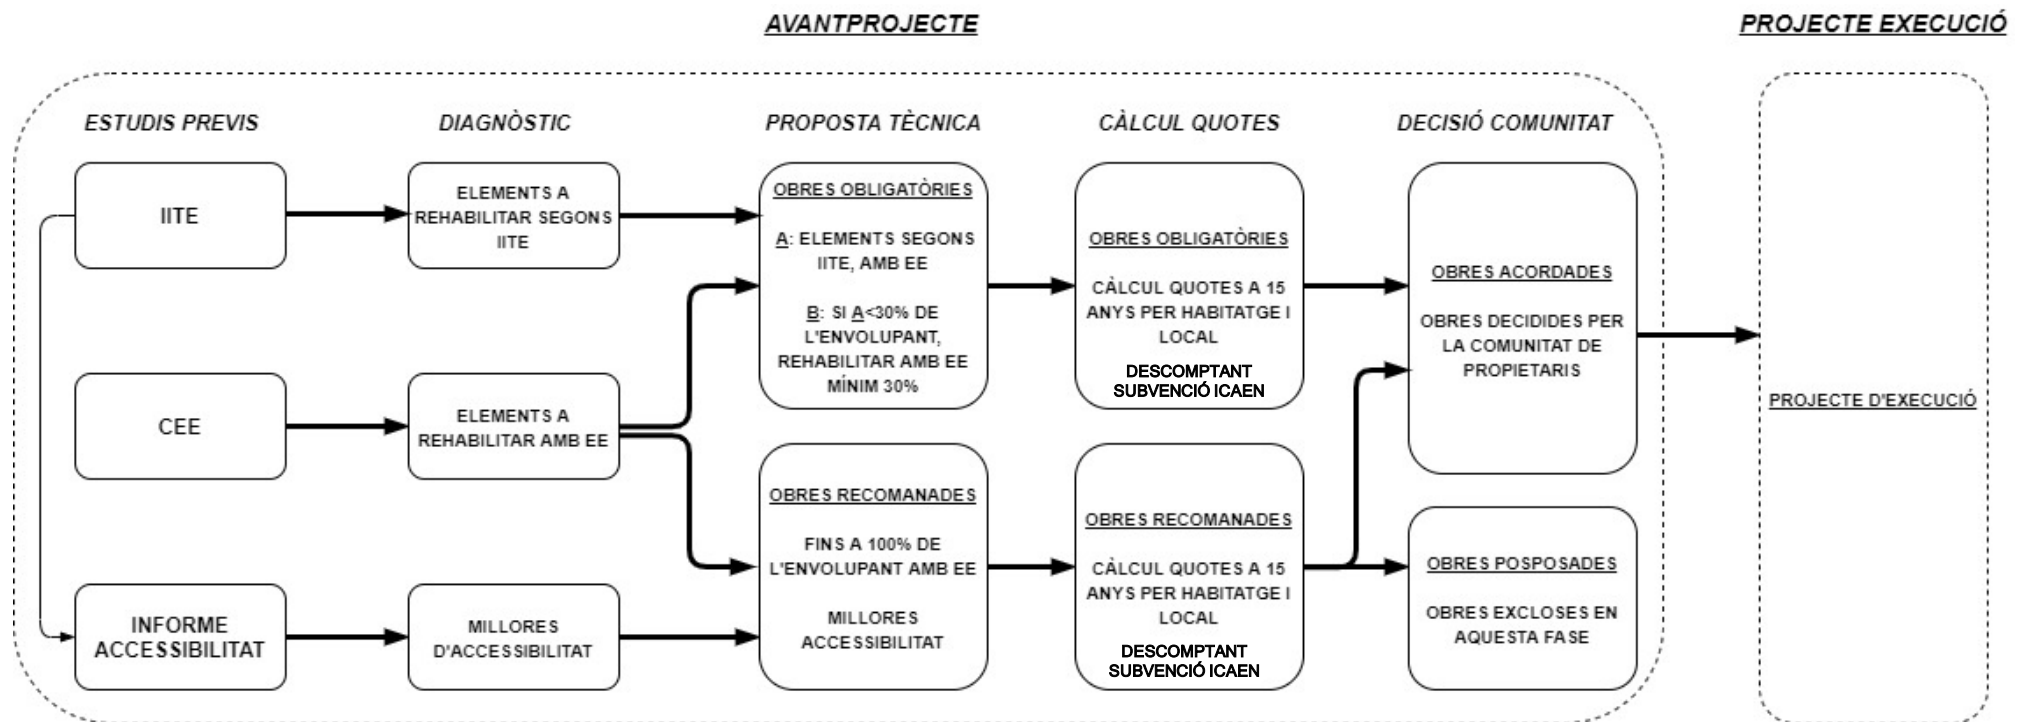 AVANTPROJECTE
PROJECTE EXECUCIÓ
ESTUDIS PREVIS
DIAGNÒSTIC
PROPOSTA TÈCNICA
CÀLCUL QUOTES
DECISIÓ COMUNITAT
IITE
ELEMENTS A
REHABILITAR SEGONS
IITE
OBRES OBLIGATÒRIES
A: ELEMENTS SEGONS
IITE, AMB EE
B: SI A<30% DE
L'ENVOLUPANT,
REHABILITAR AMB EE
MÍNIM 30%
OBRES OBLIGATÒRIES
CÀLCUL QUOTES A 15
ANYS PER HABITATGE I
LOCAL
DESCOMPTANT
SUBVENCIÓ ICAEN
OBRES ACORDADES
OBRES DECIDIDES PER
LA COMUNITAT DE
PROPIETARIS
PROJECTE D'EXECUCIÓ
CEE
ELEMENTS A
REHABILITAR AMB EE
OBRES RECOMANADES
FINS A 100% DE
L'ENVOLUPANT AMB EE
MILLORES
ACCESSIBILITAT
OBRES RECOMANADES
CÀLCUL QUOTES A 15
ANYS PER HABITATGE I
LOCAL
DESCOMPTANT
SUBVENCIÓ ICAEN
OBRES POSPOSADES
OBRES EXCLOSES EN
AQUESTA FASE
INFORME
ACCESSIBILITAT
MILLORES
D'ACCESSIBILITAT